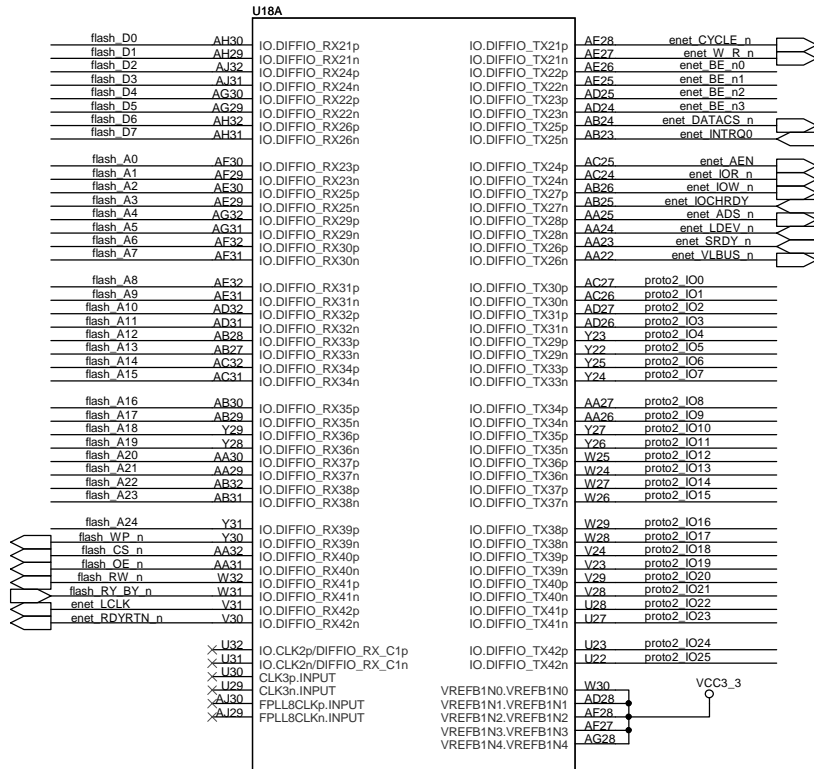 U18A
flash_D0 AH30 IO.DIFFIO_RX21p IO.DIFFIO_TX21p AE28 enet_CYCLE_n
flash_D1 AH29 IO.DIFFIO_RX21n IO.DIFFIO_TX21n AE27 enet_W_R_n
flash_D2 AJ32 IO.DIFFIO_RX24p IO.DIFFIO_TX22p AE26 enet_BE_n0
flash_D3 AJ31 IO.DIFFIO_RX24n IO.DIFFIO_TX22n AE25 enet_BE_n1
flash_D4 AG30 IO.DIFFIO_RX22p IO.DIFFIO_TX23p AD25 enet_BE_n2
flash_D5 AG29 IO.DIFFIO_RX22n IO.DIFFIO_TX23n AD24 enet_BE_n3
flash_D6 AH32 IO.DIFFIO_RX26p IO.DIFFIO_TX25p AB24 enet_DATACS_n
flash_D7 AH31 IO.DIFFIO_RX26n IO.DIFFIO_TX25n AB23 enet_INTRQ0
flash_A0 AF30 IO.DIFFIO_RX23p IO.DIFFIO_TX24p AC25 enet_AEN
flash_A1 AF29 IO.DIFFIO_RX23n IO.DIFFIO_TX24n AC24 enet_IOR_n
flash_A2 AE30 IO.DIFFIO_RX25p IO.DIFFIO_TX27p AB26 enet_IOW_n
flash_A3 AE29 IO.DIFFIO_RX25n IO.DIFFIO_TX27n AB25 enet_IOCHRDY
flash_A4 AG32 IO.DIFFIO_RX29p IO.DIFFIO_TX28p AA25 enet_ADS_n
flash_A5 AG31 IO.DIFFIO_RX29n IO.DIFFIO_TX28n AA24 enet_LDEV_n
flash_A6 AF32 IO.DIFFIO_RX30p IO.DIFFIO_TX26p AA23 enet_SRDY_n
flash_A7 AF31 IO.DIFFIO_RX30n IO.DIFFIO_TX26n AA22 enet_VLBUS_n
flash_A8 AE32 IO.DIFFIO_RX31p IO.DIFFIO_TX30p AC27 proto2_IO0
flash_A9 AE31 IO.DIFFIO_RX31n IO.DIFFIO_TX30n AC26 proto2_IO1
flash_A10 AD32 IO.DIFFIO_RX32p IO.DIFFIO_TX31p AD27 proto2_IO2
flash_A11 AD31 IO.DIFFIO_RX32n IO.DIFFIO_TX31n AD26 proto2_IO3
flash_A12 AB28 IO.DIFFIO_RX33p IO.DIFFIO_TX29p Y23 proto2_IO4
flash_A13 AB27 IO.DIFFIO_RX33n IO.DIFFIO_TX29n Y22 proto2_IO5
flash_A14 AC32 IO.DIFFIO_RX34p IO.DIFFIO_TX33p Y25 proto2_IO6
flash_A15 AC31 IO.DIFFIO_RX34n IO.DIFFIO_TX33n Y24 proto2_IO7
flash_A16 AB30 IO.DIFFIO_RX35p IO.DIFFIO_TX34p AA27 proto2_IO8
flash_A17 AB29 IO.DIFFIO_RX35n IO.DIFFIO_TX34n AA26 proto2_IO9
flash_A18 Y29 IO.DIFFIO_RX36p IO.DIFFIO_TX35p Y27 proto2_IO10
flash_A19 Y28 IO.DIFFIO_RX36n IO.DIFFIO_TX35n Y26 proto2_IO11
flash_A20 AA30 IO.DIFFIO_RX37p IO.DIFFIO_TX36p W25 proto2_IO12
flash_A21 AA29 IO.DIFFIO_RX37n IO.DIFFIO_TX36n W24 proto2_IO13
flash_A22 AB32 IO.DIFFIO_RX38p IO.DIFFIO_TX37p W27 proto2_IO14
flash_A23 AB31 IO.DIFFIO_RX38n IO.DIFFIO_TX37n W26 proto2_IO15
flash_A24 Y31 IO.DIFFIO_RX39p IO.DIFFIO_TX38p W29 proto2_IO16
flash_WP_n Y30 IO.DIFFIO_RX39n IO.DIFFIO_TX38n W28 proto2_IO17
flash_CS_n AA32 IO.DIFFIO_RX40p IO.DIFFIO_TX39p V24 proto2_IO18
flash_OE_n AA31 IO.DIFFIO_RX40n IO.DIFFIO_TX39n V23 proto2_IO19
flash_RW_n W32 IO.DIFFIO_RX41p IO.DIFFIO_TX40p V29 proto2_IO20
flash_RY_BY_n W31 IO.DIFFIO_RX41n IO.DIFFIO_TX40n V28 proto2_IO21
enet_LCLK V31 IO.DIFFIO_RX42p IO.DIFFIO_TX41p U28 proto2_IO22
enet_RDYRTN_n V30 IO.DIFFIO_RX42n IO.DIFFIO_TX41n U27 proto2_IO23
U32 IO.CLK2p/DIFFIO_RX_C1p IO.DIFFIO_TX42p U23 proto2_IO24
U31 IO.CLK2n/DIFFIO_RX_C1n IO.DIFFIO_TX42n U22 proto2_IO25
U30 CLK3p.INPUT
U29 CLK3n.INPUT VREFB1N0.VREFB1N0 W30 VCC3_3
AJ30 FPLL8CLKp.INPUT VREFB1N1.VREFB1N1 AD28
AJ29 FPLL8CLKn.INPUT VREFB1N2.VREFB1N2 AF28
VREFB1N3.VREFB1N3 AF27
VREFB1N4.VREFB1N4 AG28